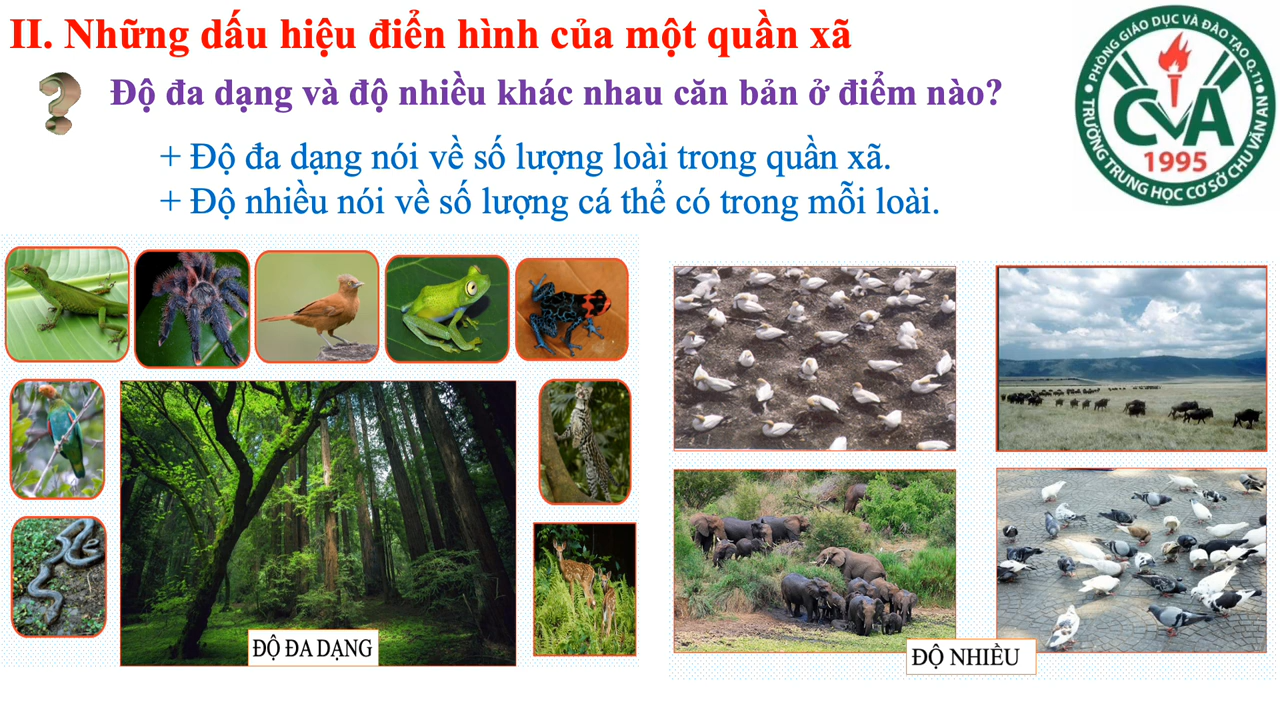 II. Những dấu hiệu điển hình của một quần xã
Độ đa dạng và độ nhiều khác nhau căn bản ở điểm nào?
+ Độ đa dạng nói về số lượng loài trong quần xã.
+ Độ nhiều nói về số lượng cá thể có trong mỗi loài.
PHÒNG GIÁO DỤC VÀ ĐÀO TẠO Q.11
CVA
1995
TRƯỜNG TRUNG HỌC CƠ SỞ CHU VĂN AN
ĐỘ ĐA DẠNG
ĐỘ NHIỀU